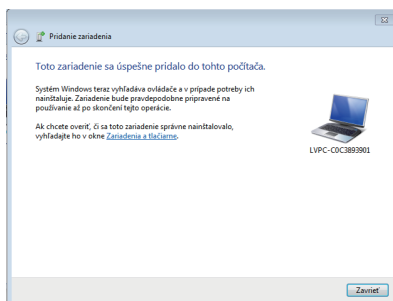 Pridanie zariadenia
Toto zariadenie sa úspešne pridalo do tohto počítača.
Systém Windows teraz vyhľadáva ovládače a v prípade potreby ich
nainštaluje. Zariadenie bude pravdepodobne pripravené na
používanie až po skončení tejto operácie.
Ak chcete overiť, či sa toto zariadenie správne nainštalovalo,
vyhľadajte ho v okne Zariadenia a tlačiarne.
LVPC-C0C3893901
Zavrieť